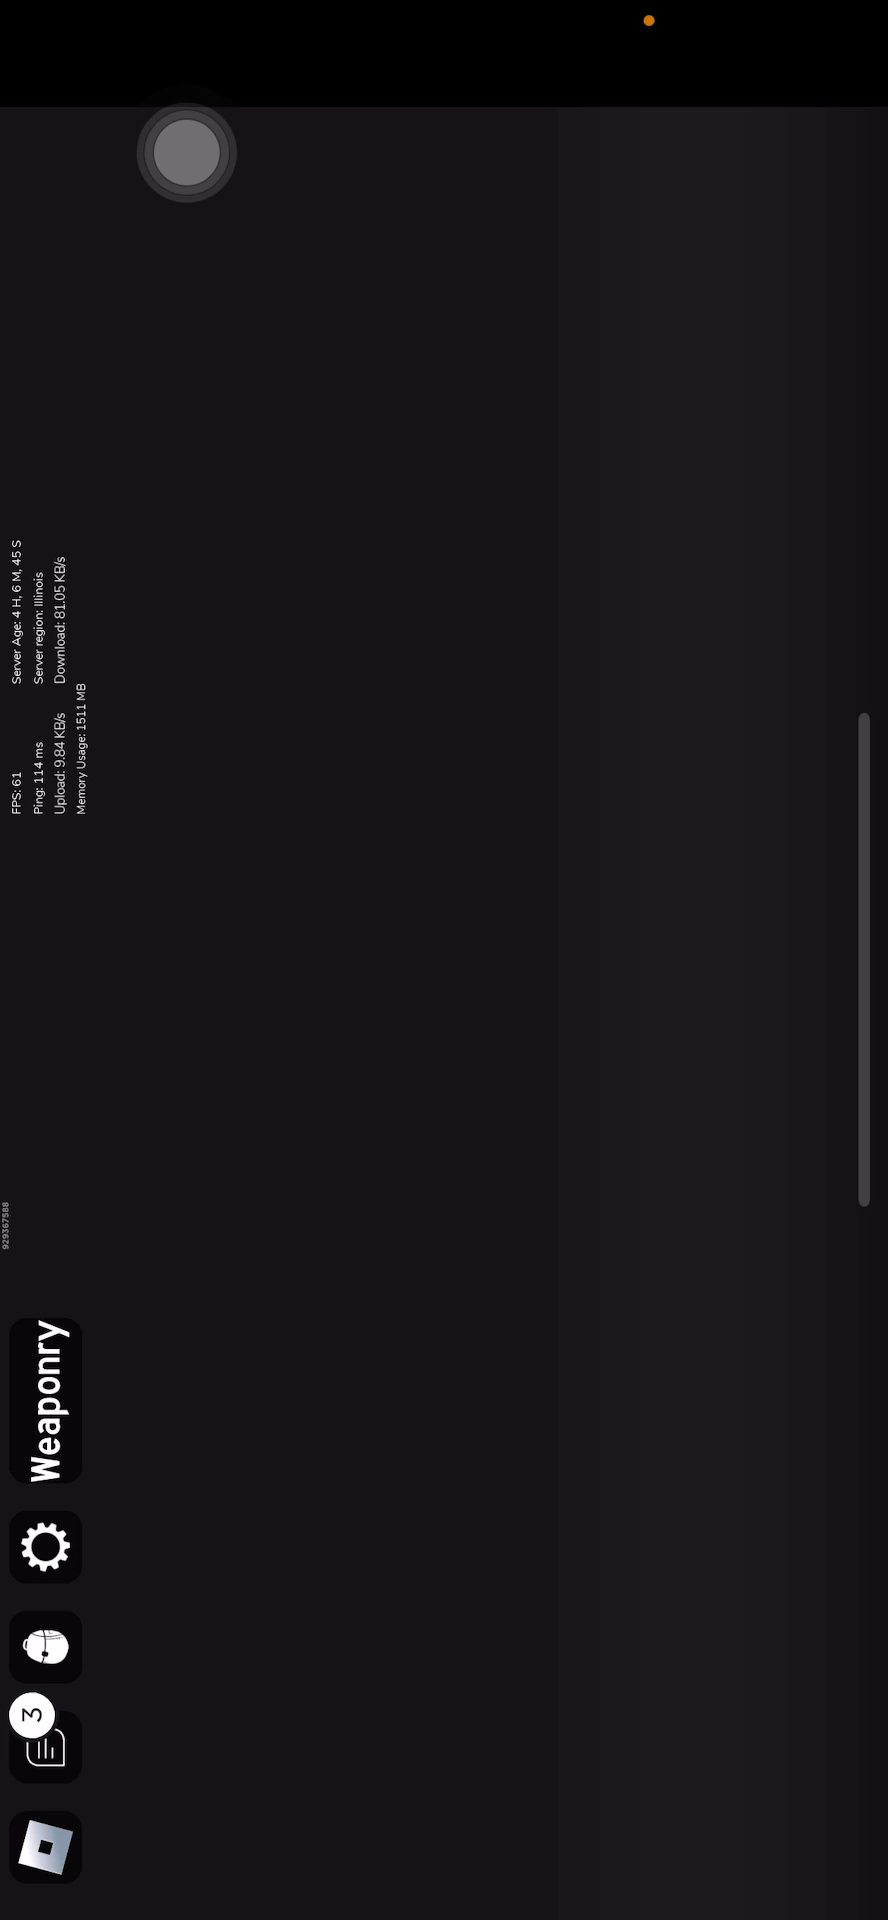 FPS: 61
Server Age: 4 H, 6 M, 45 S
Ping: 114 ms
Server region: Illinois
Upload: 9.84 KB/s
Download: 81.05 KB/s
Memory Usage: 1511 MB
929367588
3
Weaponry